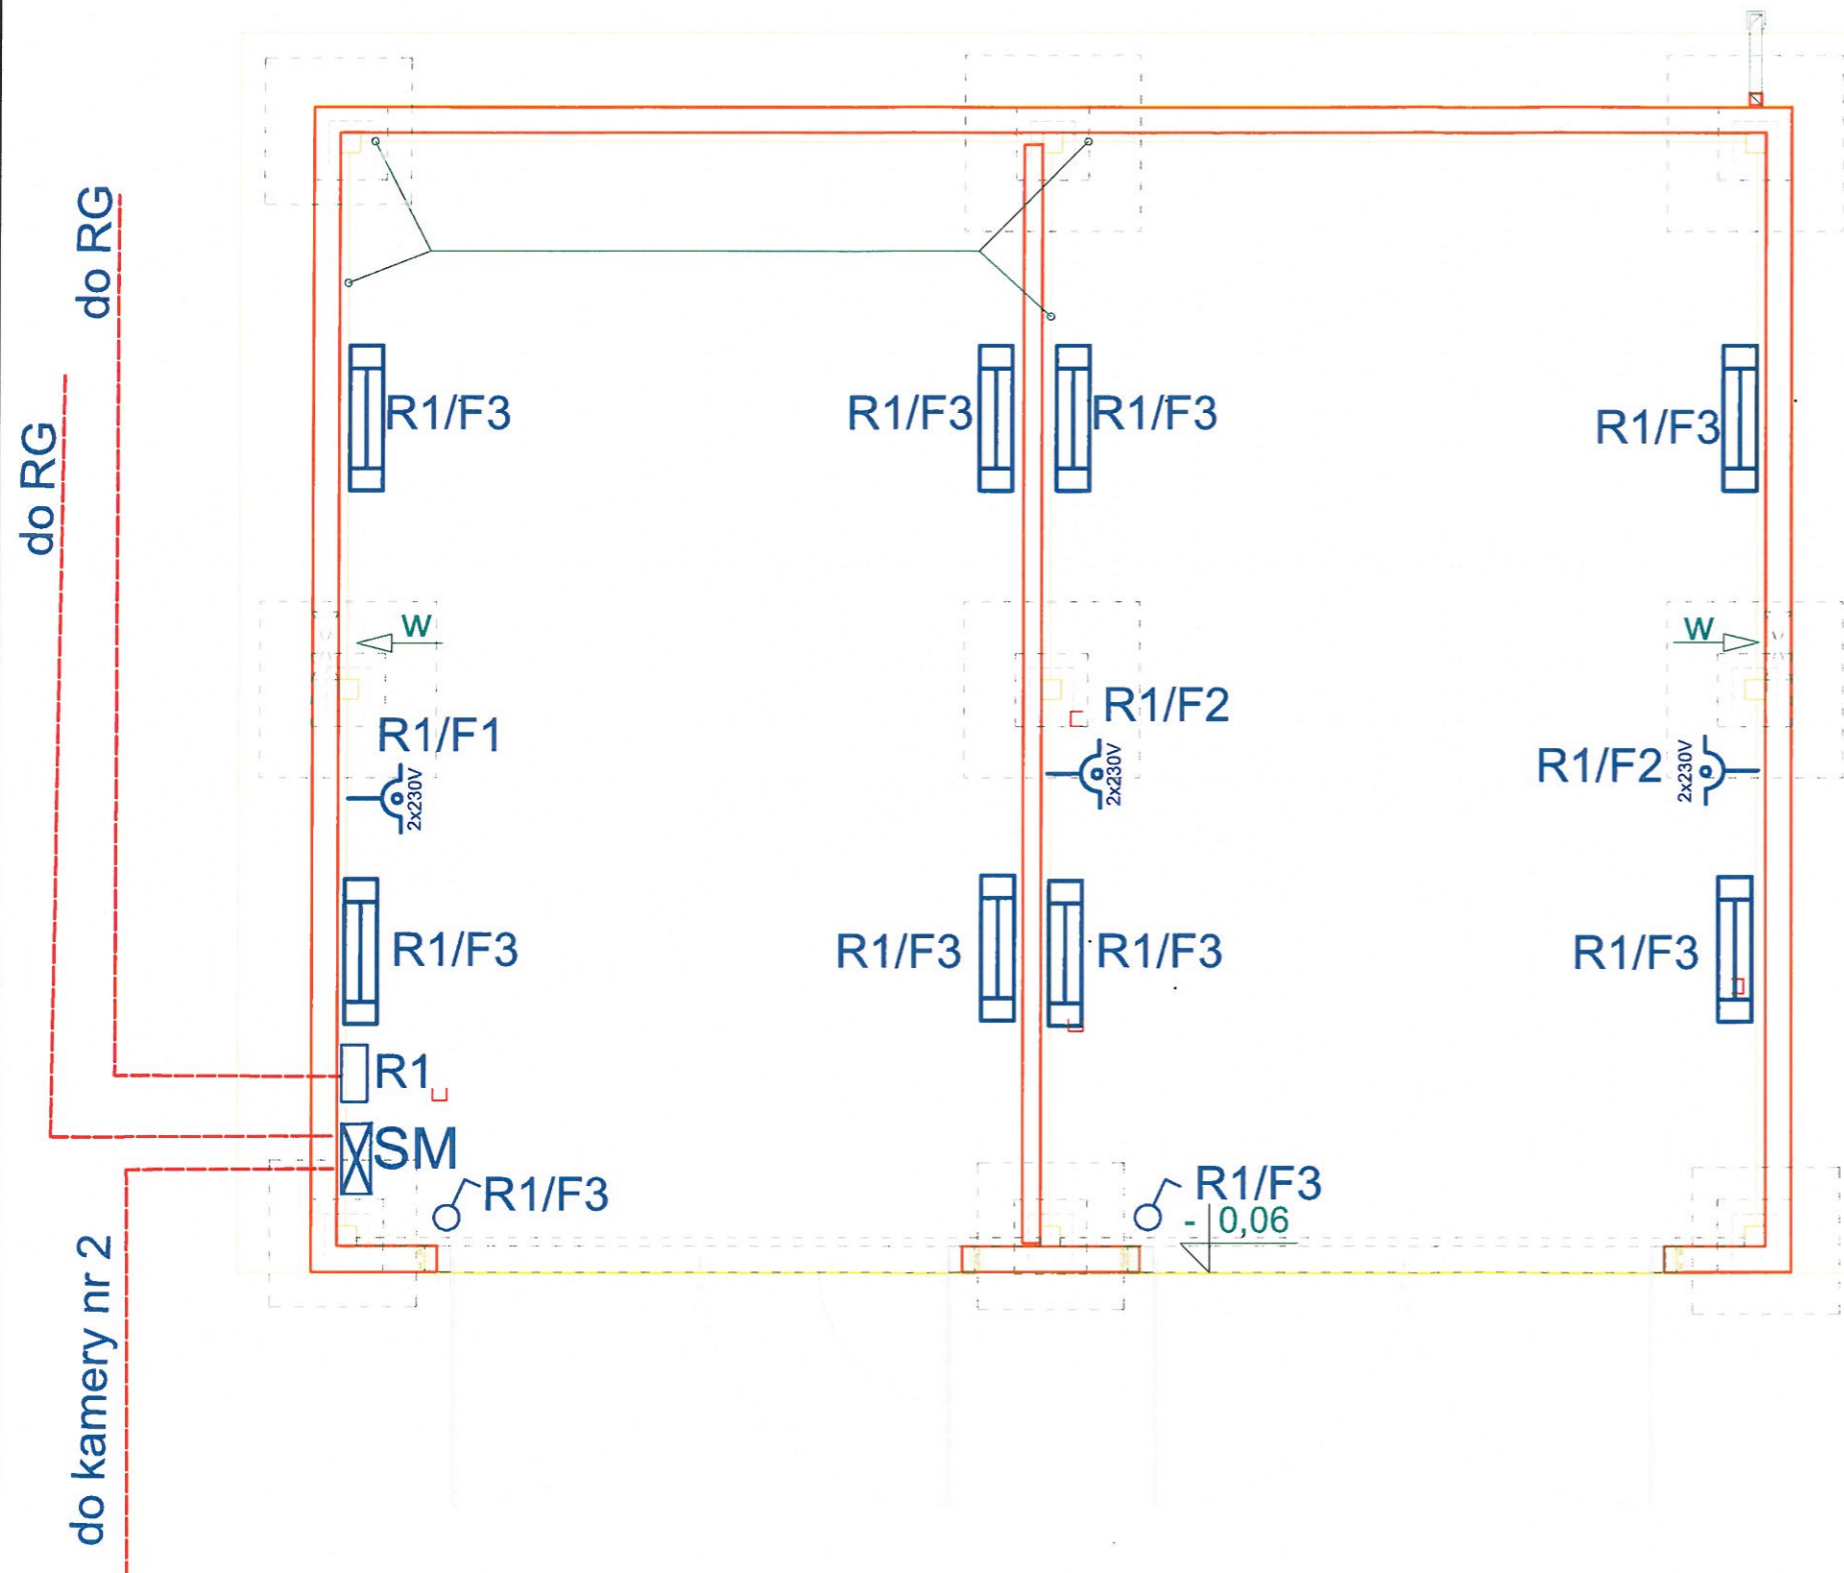 do RG
do RG
R1/F3
R1/F3
R1/F3
R1/F3
W
W
R1/F1
2x230V
R1/F2
2x230V
R1/F2
2x230V
R1/F3
R1/F3
R1/F3
R1/F3
R1
SM
R1/F3
R1/F3
- 0,06
do kamery nr 2